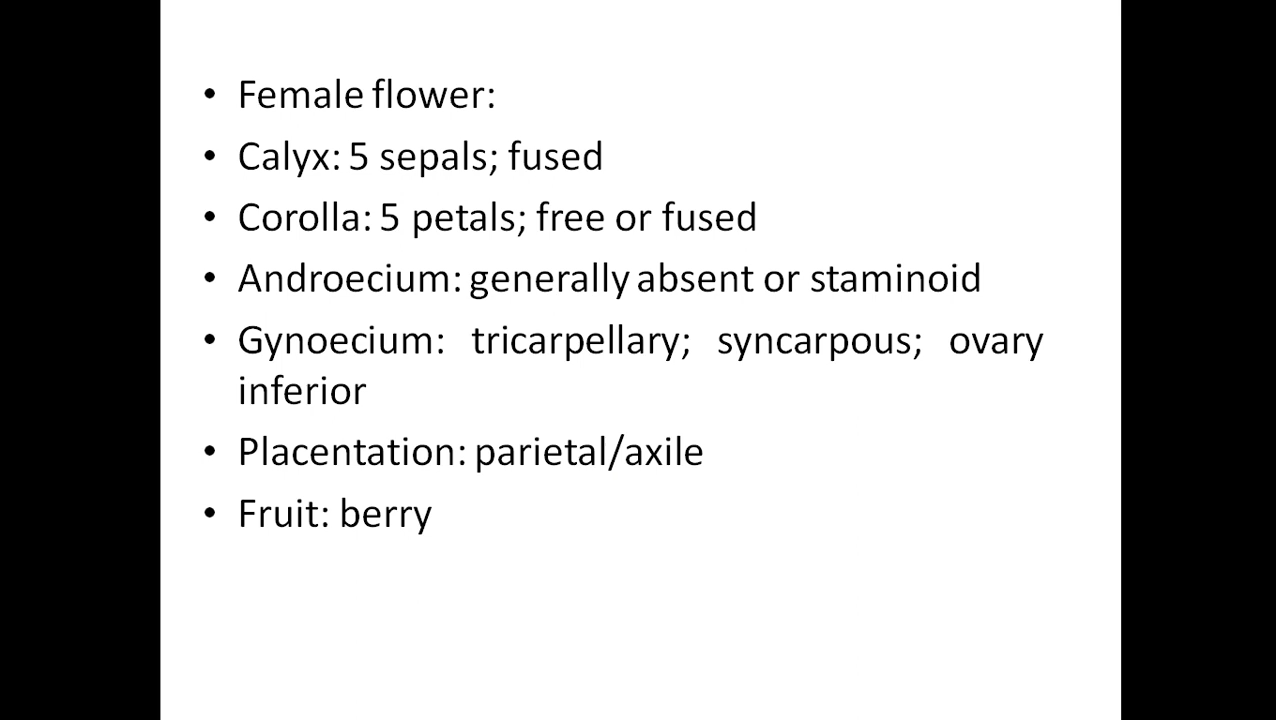 • Female flower:
• Calyx: 5 sepals; fused
• Corolla: 5 petals; free or fused
• Androecium: generally absent or staminoid
• Gynoecium: tricarpellary; syncarpous; ovary
inferior
• Placentation: parietal/axile
• Fruit: berry